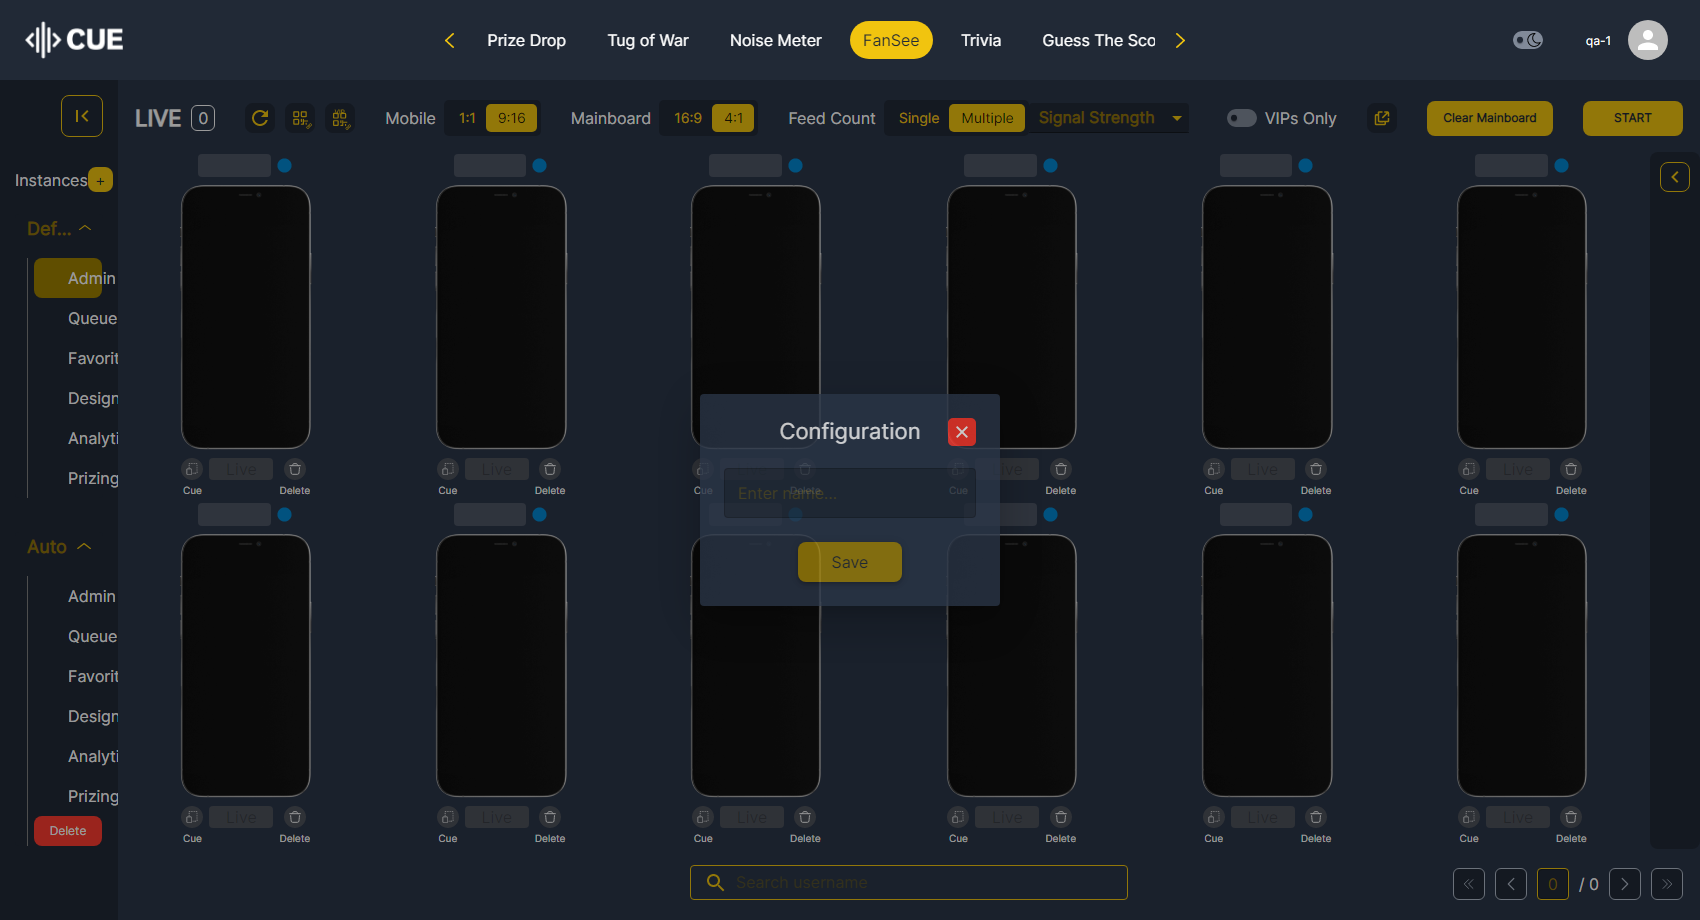 CUE
Prize Drop Tug of War Noise Meter FanSee Trivia Guess The Sco
qa-1
LIVE 0 Mobile 1:1 9:16 Mainboard 16:9 4:1 Feed Count Single Multiple Signal Strength VIPs Only Clear Mainboard START
Instances +
Def...
Admin
Queue
Favorit
Design
Analyti
Prizing
Auto
Admin
Queue
Favorit
Design
Analyti
Prizing
Delete
Live Live Live Live Live
Cue Delete Cue Delete Cue Delete Cue Delete Cue Delete Cue Delete
Configuration
Enter name...
Save
Live Live Live Live Live Live
Cue Delete Cue Delete Cue Delete Cue Delete Cue Delete Cue Delete
Search username
0 / 0